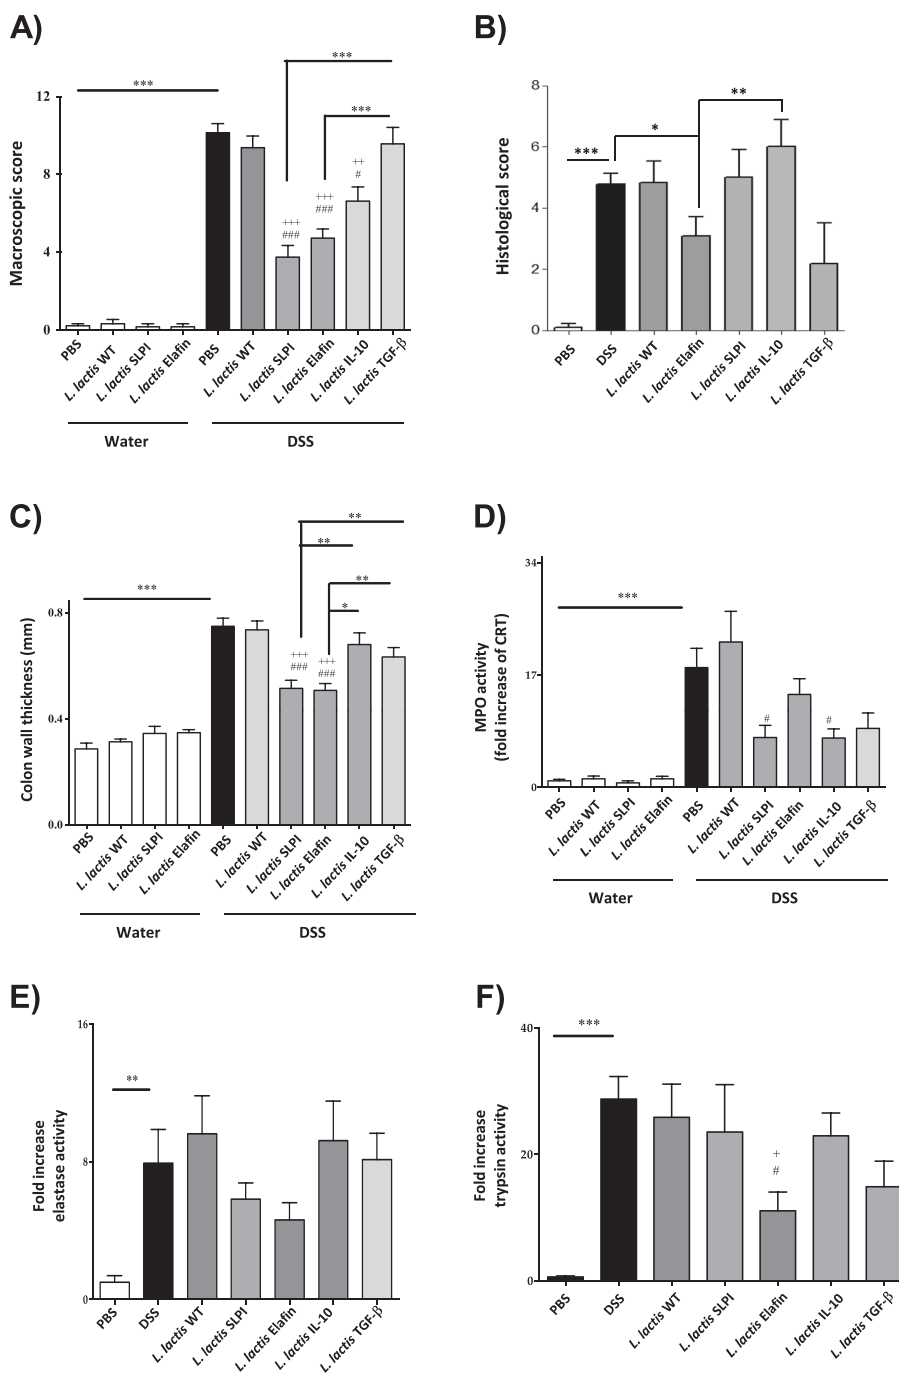 A)
Macroscopic score
12
8
4
0
***
***
***
+++
###
+++
###
++
#
PBS
L. lactis WT
L. lactis SLPI
L. lactis Elafin
PBS
L. lactis WT
L. lactis SLPI
L. lactis Elafin
L. lactis IL-10
L. lactis TGF-β
Water
DSS
B)
Histological score
8
6
4
2
0
***
*
**
PBS
DSS
L. lactis WT
L. lactis Elafin
L. lactis SLPI
L. lactis IL-10
L. lactis TGF-β
C)
Colon wall thickness (mm)
0.8
0.4
0.0
***
**
**
**
*
+++
###
+++
###
PBS
L. lactis WT
L. lactis SLPI
L. lactis Elafin
PBS
L. lactis WT
L. lactis SLPI
L. lactis Elafin
L. lactis IL-10
L. lactis TGF-β
Water
DSS
D)
MPO activity
(fold increase of CRT)
34
17
0
***
#
#
PBS
L. lactis WT
L. lactis SLPI
L. lactis Elafin
PBS
L. lactis WT
L. lactis SLPI
L. lactis Elafin
L. lactis IL-10
L. lactis TGF-β
Water
DSS
E)
Fold increase
elastase activity
16
8
0
**
PBS
DSS
L. lactis WT
L. lactis SLPI
L. lactis Elafin
L. lactis IL-10
L. lactis TGF-β
F)
Fold increase
trypsin activity
40
20
0
***
+
#
PBS
DSS
L. lactis WT
L. lactis SLPI
L. lactis Elafin
L. lactis IL-10
L. lactis TGF-β